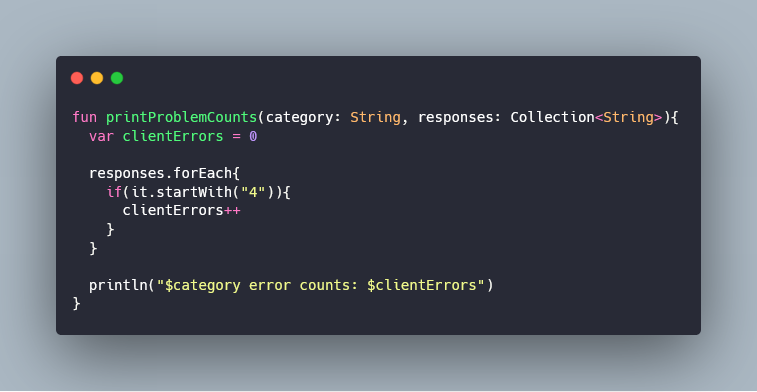 fun printProblemCounts(category: String, responses: Collection<String>){
  var clientErrors = 0

  responses.forEach{
    if(it.startWith("4")){
      clientErrors++
    }
  }

  println("$category error counts: $clientErrors")
}